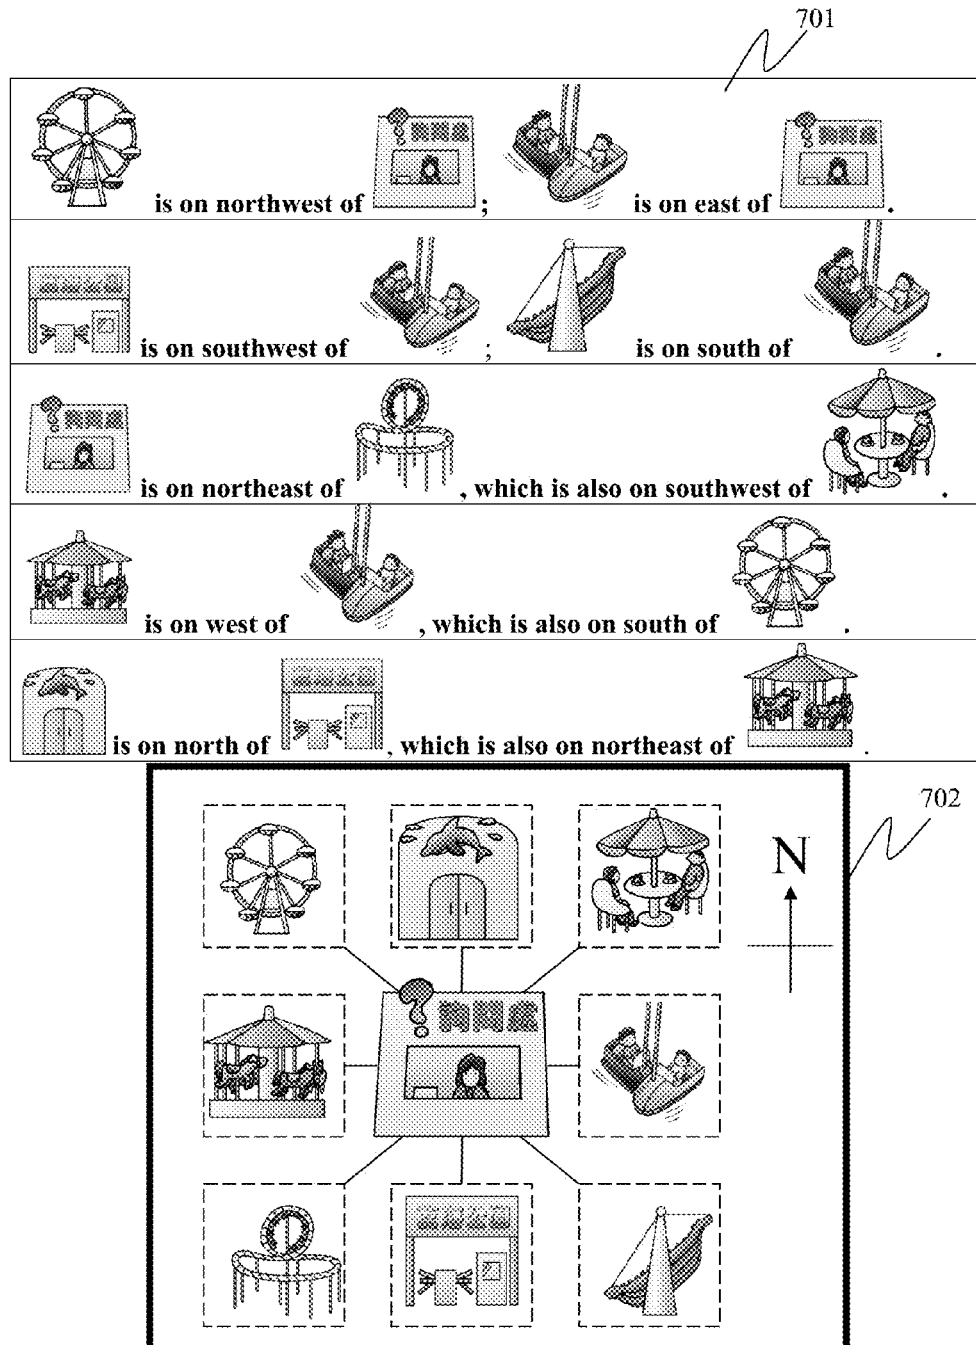 701
is on northwest of ; is on east of .
is on southwest of ; is on south of .
is on northeast of , which is also on southwest of .
is on west of , which is also on south of .
is on north of , which is also on northeast of .
702
N
?